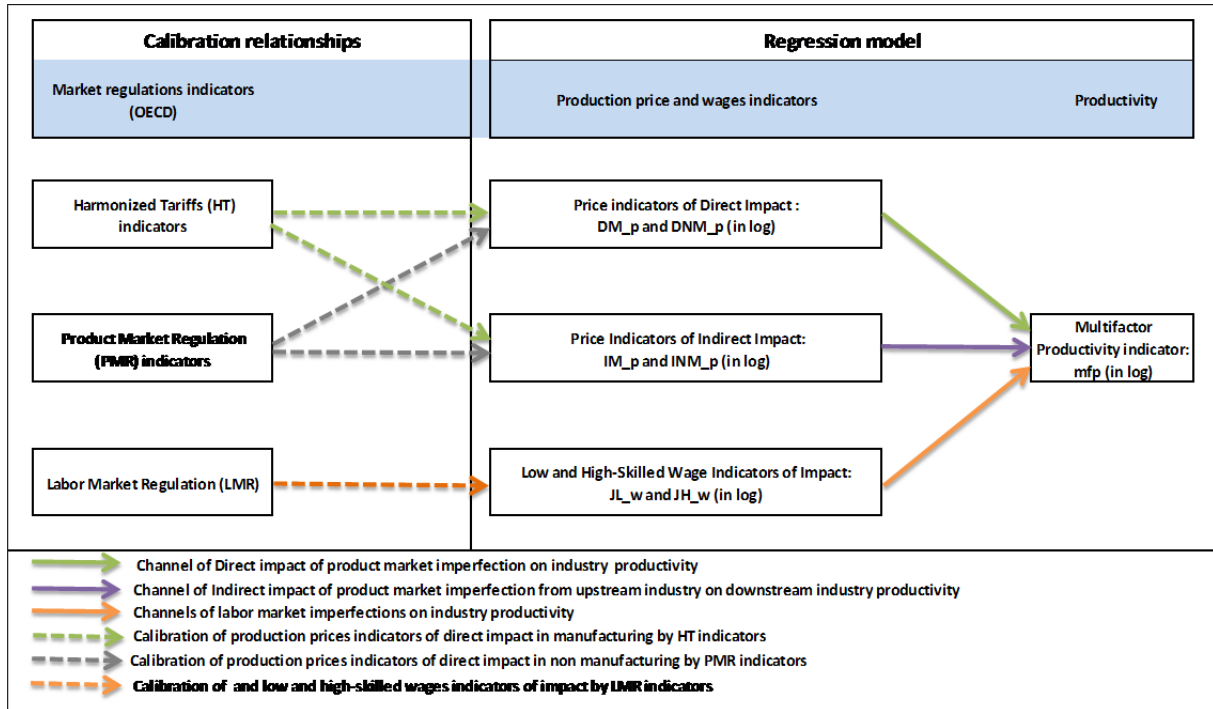 Calibration relationships
Regression model
Market regulations indicators
(OECD)
Production price and wages indicators
Productivity
Harmonized Tariffs (HT)
indicators
Price indicators of Direct Impact :
DM_p and DNM_p (in log)
Product Market Regulation
(PMR) indicators
Price Indicators of Indirect Impact:
IM_p and INM_p (in log)
Multifactor
Productivity indicator:
mfp (in log)
Labor Market Regulation (LMR)
Low and High-Skilled Wage Indicators of Impact:
JL_w and JH_w (in log)
Channel of Direct impact of product market imperfection on industry productivity
Channel of Indirect impact of product market imperfection from upstream industry on downstream industry productivity
Channels of labor market imperfections on industry productivity
Calibration of production prices indicators of direct impact in manufacturing by HT indicators
Calibration of production prices indicators of direct impact in non manufacturing by PMR indicators
Calibration of and low and high-skilled wages indicators of impact by LMR indicators